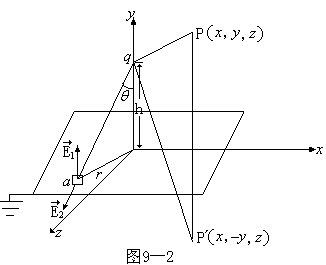 y
P(x, y, z)
q
θ
h
E₁
a
r
x
E₂
z
P′(x, -y, z)
图9—2